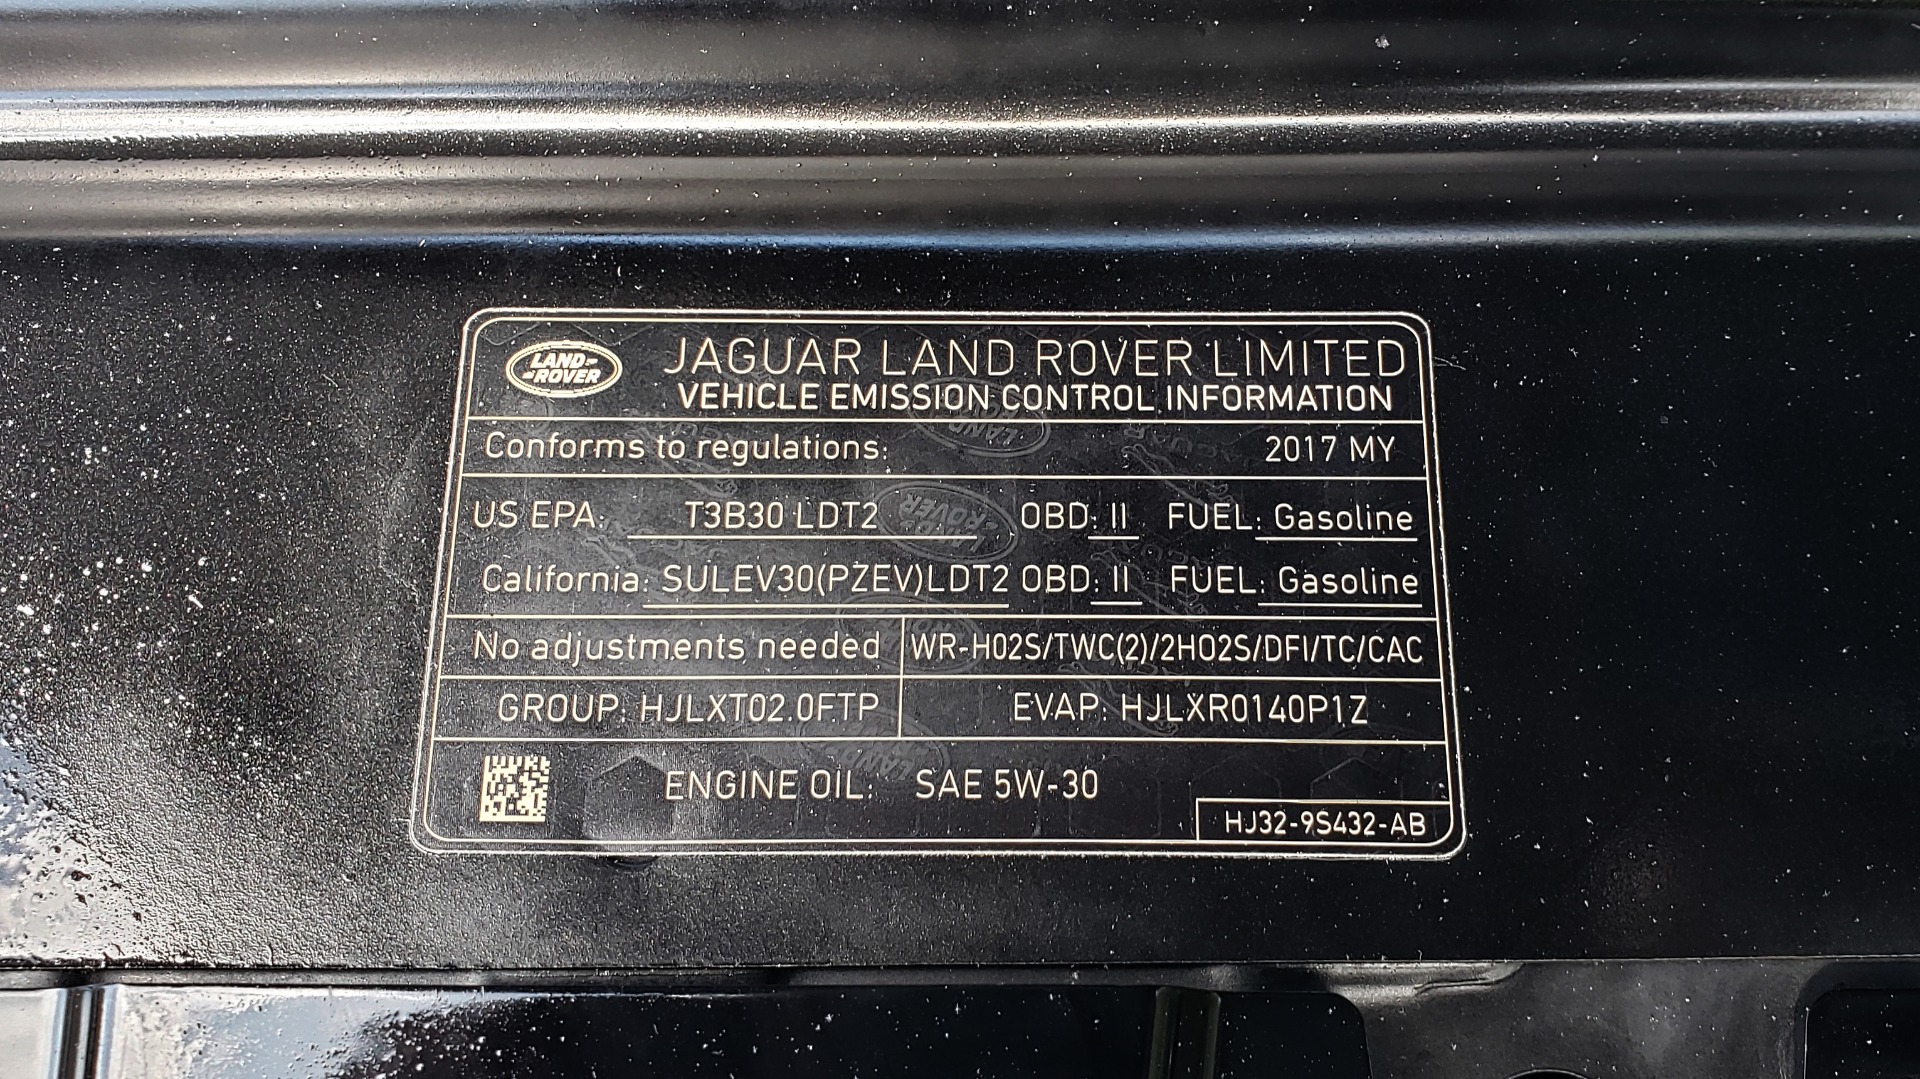 LAND-
-ROVER
JAGUAR LAND ROVER LIMITED
VEHICLE EMISSION CONTROL INFORMATION
Conforms to regulations: 2017 MY
US EPA: T3B30 LDT2 OBD: II FUEL: Gasoline
California: SULEV30(PZEV)LDT2 OBD: II FUEL: Gasoline
No adjustments needed WR-HO2S/TWC(2)/2HO2S/DFI/TC/CAC
GROUP: HJLXT02.0FTP EVAP: HJLXR0140P1Z
ENGINE OIL: SAE 5W-30
HJ32-9S432-AB